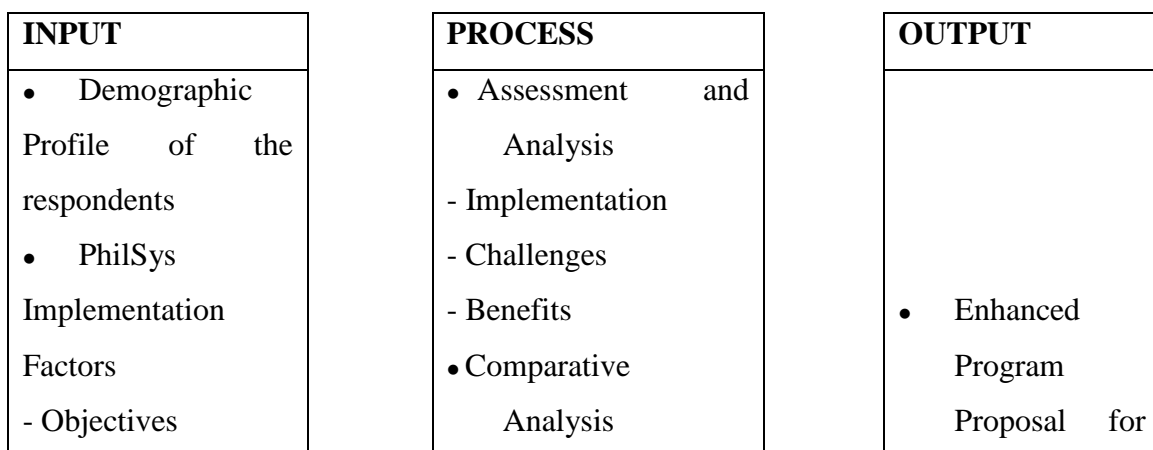 INPUT
● Demographic
Profile of the
respondents
● PhilSys
Implementation
Factors
- Objectives
PROCESS
● Assessment and
Analysis
- Implementation
- Challenges
- Benefits
● Comparative
Analysis
OUTPUT
● Enhanced
Program
Proposal for